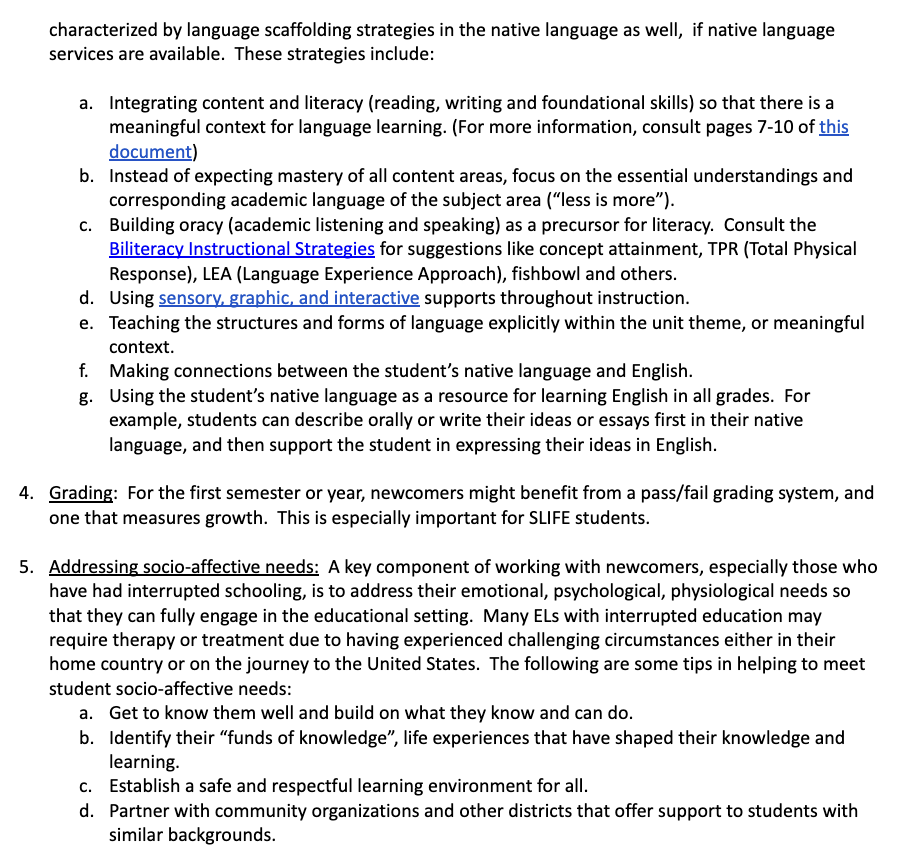 characterized by language scaffolding strategies in the native language as well,  if native language
services are available.  These strategies include:
a. Integrating content and literacy (reading, writing and foundational skills) so that there is a
meaningful context for language learning. (For more information, consult pages 7-10 of this
document)
b. Instead of expecting mastery of all content areas, focus on the essential understandings and
corresponding academic language of the subject area (“less is more”).
c. Building oracy (academic listening and speaking) as a precursor for literacy.  Consult the
Biliteracy Instructional Strategies for suggestions like concept attainment, TPR (Total Physical
Response), LEA (Language Experience Approach), fishbowl and others.
d. Using sensory, graphic, and interactive supports throughout instruction.
e. Teaching the structures and forms of language explicitly within the unit theme, or meaningful
context.
f. Making connections between the student’s native language and English.
g. Using the student’s native language as a resource for learning English in all grades.  For
example, students can describe orally or write their ideas or essays first in their native
language, and then support the student in expressing their ideas in English.
4. Grading:  For the first semester or year, newcomers might benefit from a pass/fail grading system, and
one that measures growth.  This is especially important for SLIFE students.
5. Addressing socio-affective needs:  A key component of working with newcomers, especially those who
have had interrupted schooling, is to address their emotional, psychological, physiological needs so
that they can fully engage in the educational setting.  Many ELs with interrupted education may
require therapy or treatment due to having experienced challenging circumstances either in their
home country or on the journey to the United States.  The following are some tips in helping to meet
student socio-affective needs:
a. Get to know them well and build on what they know and can do.
b. Identify their “funds of knowledge”, life experiences that have shaped their knowledge and
learning.
c. Establish a safe and respectful learning environment for all.
d. Partner with community organizations and other districts that offer support to students with
similar backgrounds.